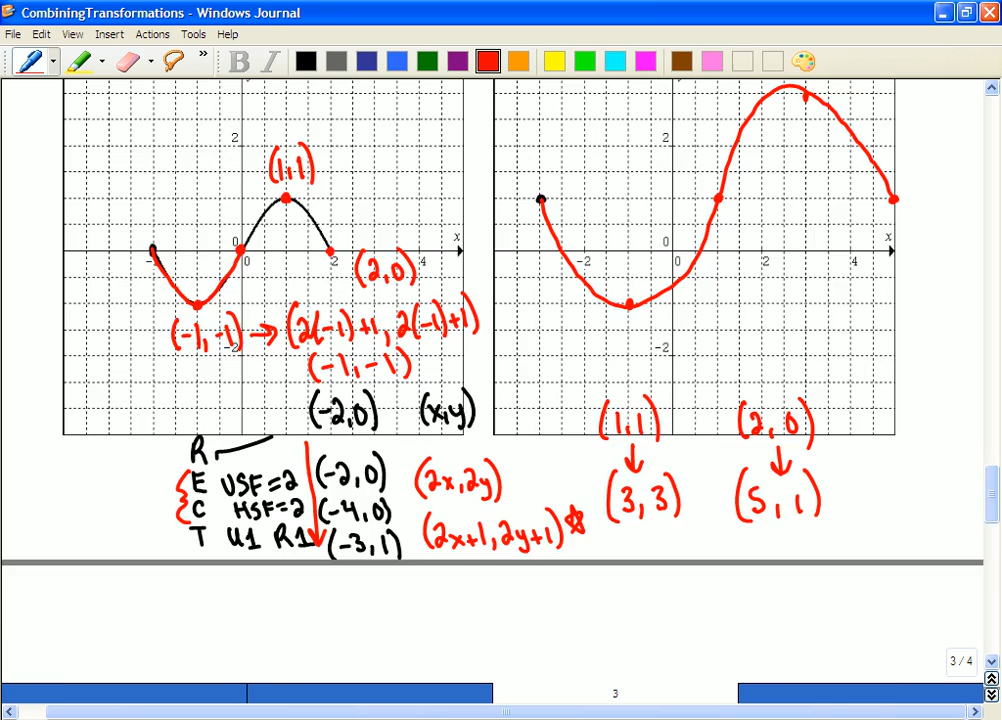 CombiningTransformations - Windows Journal
File Edit View Insert Actions Tools Help
»
B I
2
(1,1)
x
0
-2 0 2 4
(2,0)
(-1,-1) → (2(-1)+1, 2(-1)+1)
-2
(-1,-1)
(-2,0) (x,y)
2
x
0
-2 0 2 4
-2
(1,1) (2,0)
↓ ↓
(3,3) (5,1)
R
E VSF=2 (-2,0) (2x,2y)
C HSF=2 (-4,0)
T U1 R1 (-3,1) (2x+1,2y+1)☆
3 / 4
3